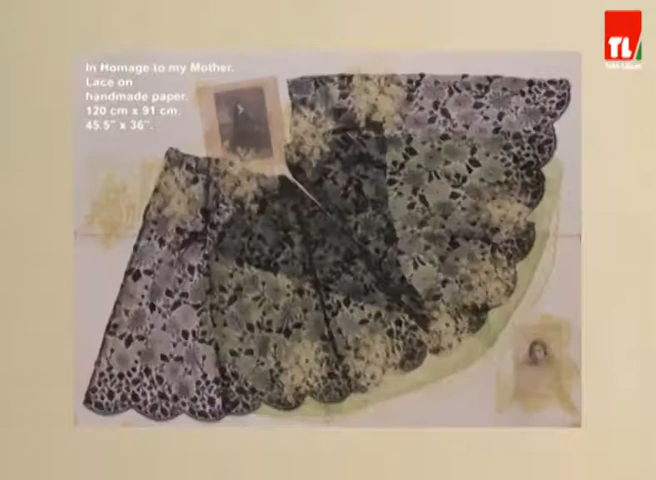 In Homage to my Mother.
Lace on
handmade paper.
120 cm x 91 cm.
45.5" x 36".
TL